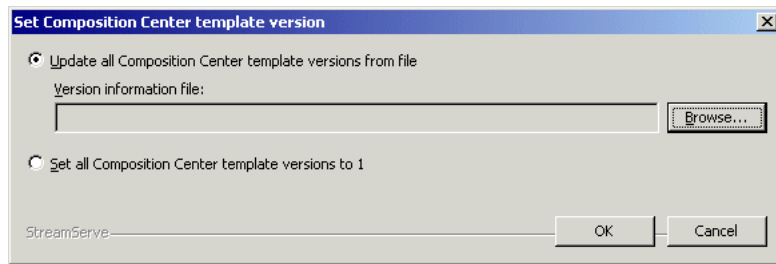 Set Composition Center template version
Update all Composition Center template versions from file
Version information file:
Browse...
Set all Composition Center template versions to 1
StreamServe
OK
Cancel